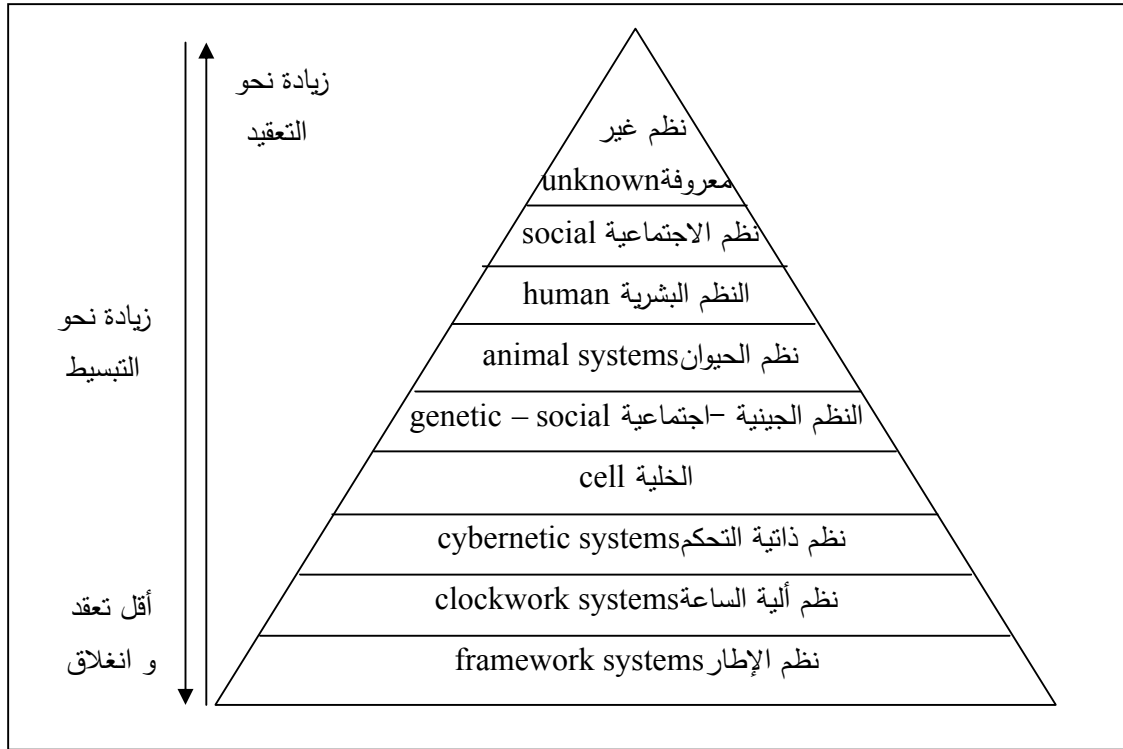 زيادة نحو
التعقيد
نظم غير
معروفةunknown
نظم الاجتماعية social
النظم البشرية human
زيادة نحو
التبسيط
نظم الحيوانanimal systems
النظم الجينية –اجتماعية genetic – social
الخلية cell
نظم ذاتية التحكمcybernetic systems
نظم ألية الساعةclockwork systems
أقل تعقد
و انغلاق
نظم الإطارframework systems